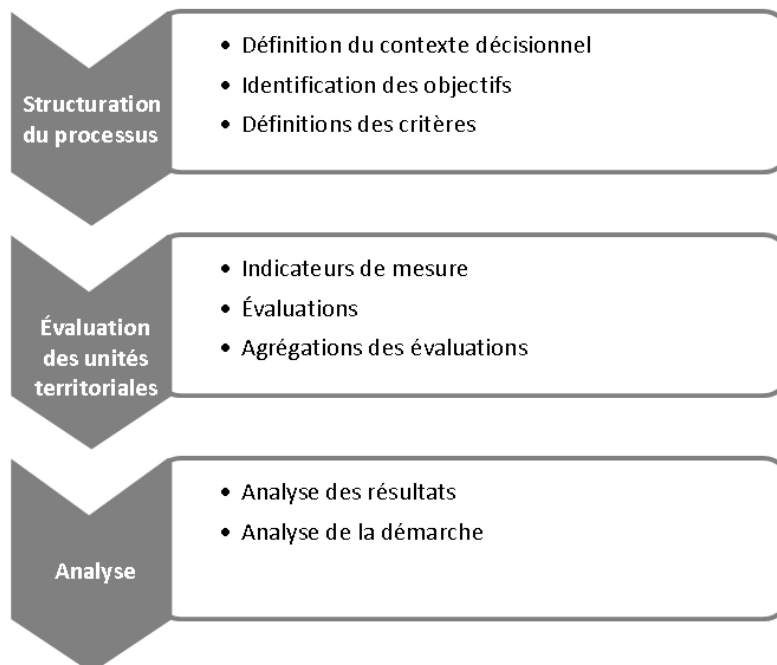 Structuration
du processus
• Définition du contexte décisionnel
• Identification des objectifs
• Définitions des critères
Évaluation
des unités
territoriales
• Indicateurs de mesure
• Évaluations
• Agrégations des évaluations
Analyse
• Analyse des résultats
• Analyse de la démarche